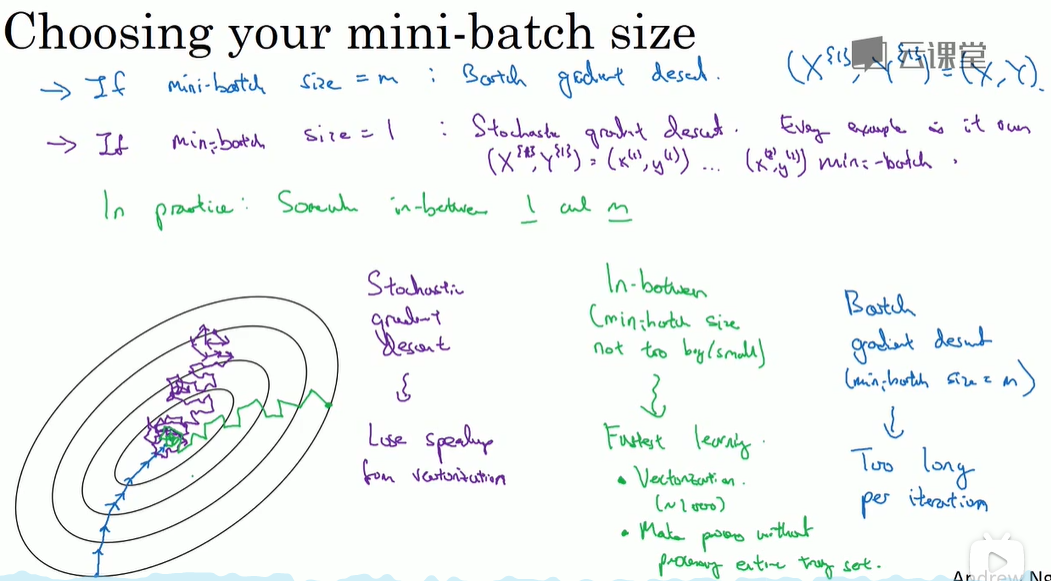 Choosing your mini-batch size
云课堂
→ If mini-batch size = m : Batch gradient descent. (X^{1}, Y^{1}) = (X, Y).
→ If mini-batch size = 1 : Stochastic gradient descent. Every example is it own
(X^{1}, Y^{1}) = (x^(1), y^(1)) ... (x^(2), y^(2)) mini-batch.
In practice: Somewhere in-between 1 and m
Stochastic
gradient
descent
Lose speedup
from vectorization
In-between
(mini-batch size
not too big/small)
Fastest learning.
• Vectorization.
(~1000)
• Make progress without
processing entire training set.
Batch
gradient descent
(mini-batch size = m)
Too long
per iteration
Andrew Ng